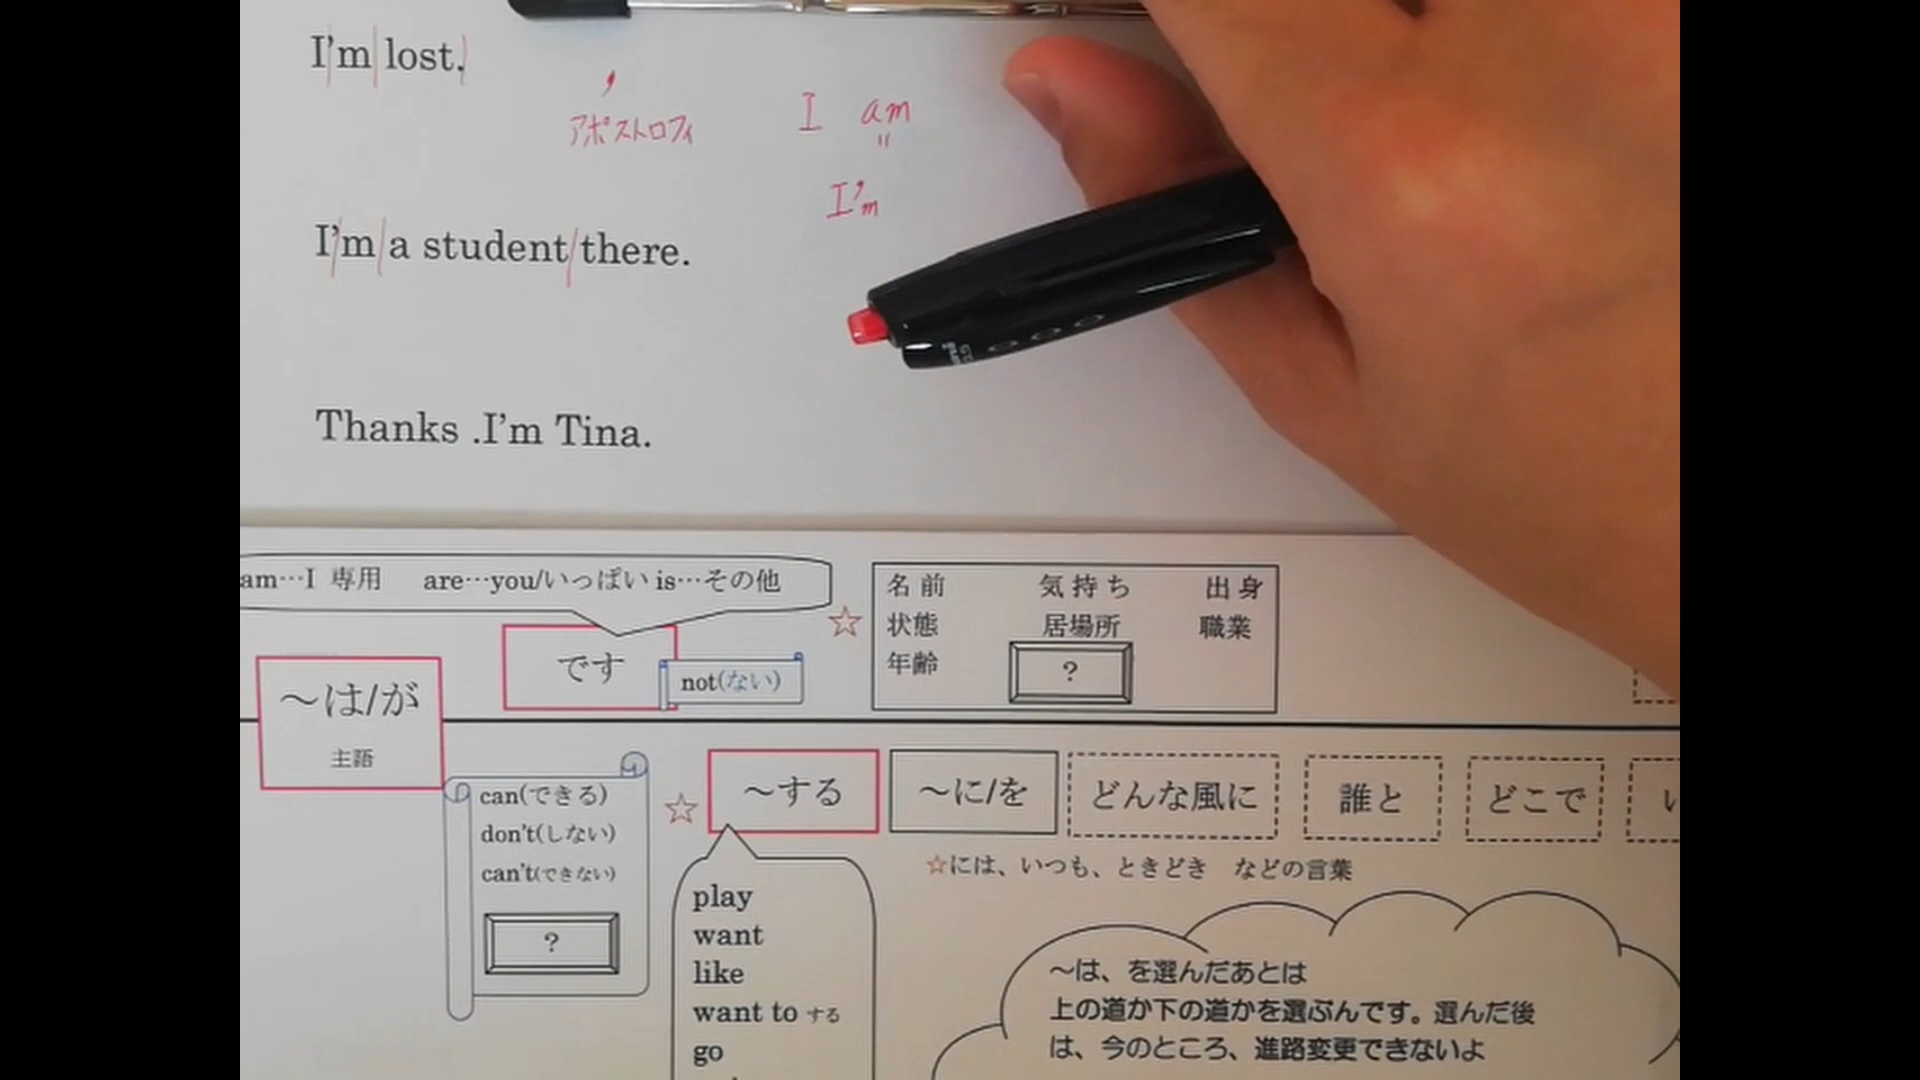 I'm lost.
,
アポストロフィ
I am
"
I'm
I'm a student there.
Thanks .I'm Tina.
am…I 専用 are…you/いっぱい is…その他
☆
名前 気持ち 出身
状態 居場所 職業
年齢 ?
です
not(ない)
～は/が
主語
can(できる)
don't(しない)
can't(できない)
?
☆
～する
～に/を
どんな風に
誰と
どこで
☆には、いつも、ときどき などの言葉
play
want
like
want to する
go
～は、を選んだあとは
上の道か下の道かを選ぶんです。選んだ後
は、今のところ、進路変更できないよ